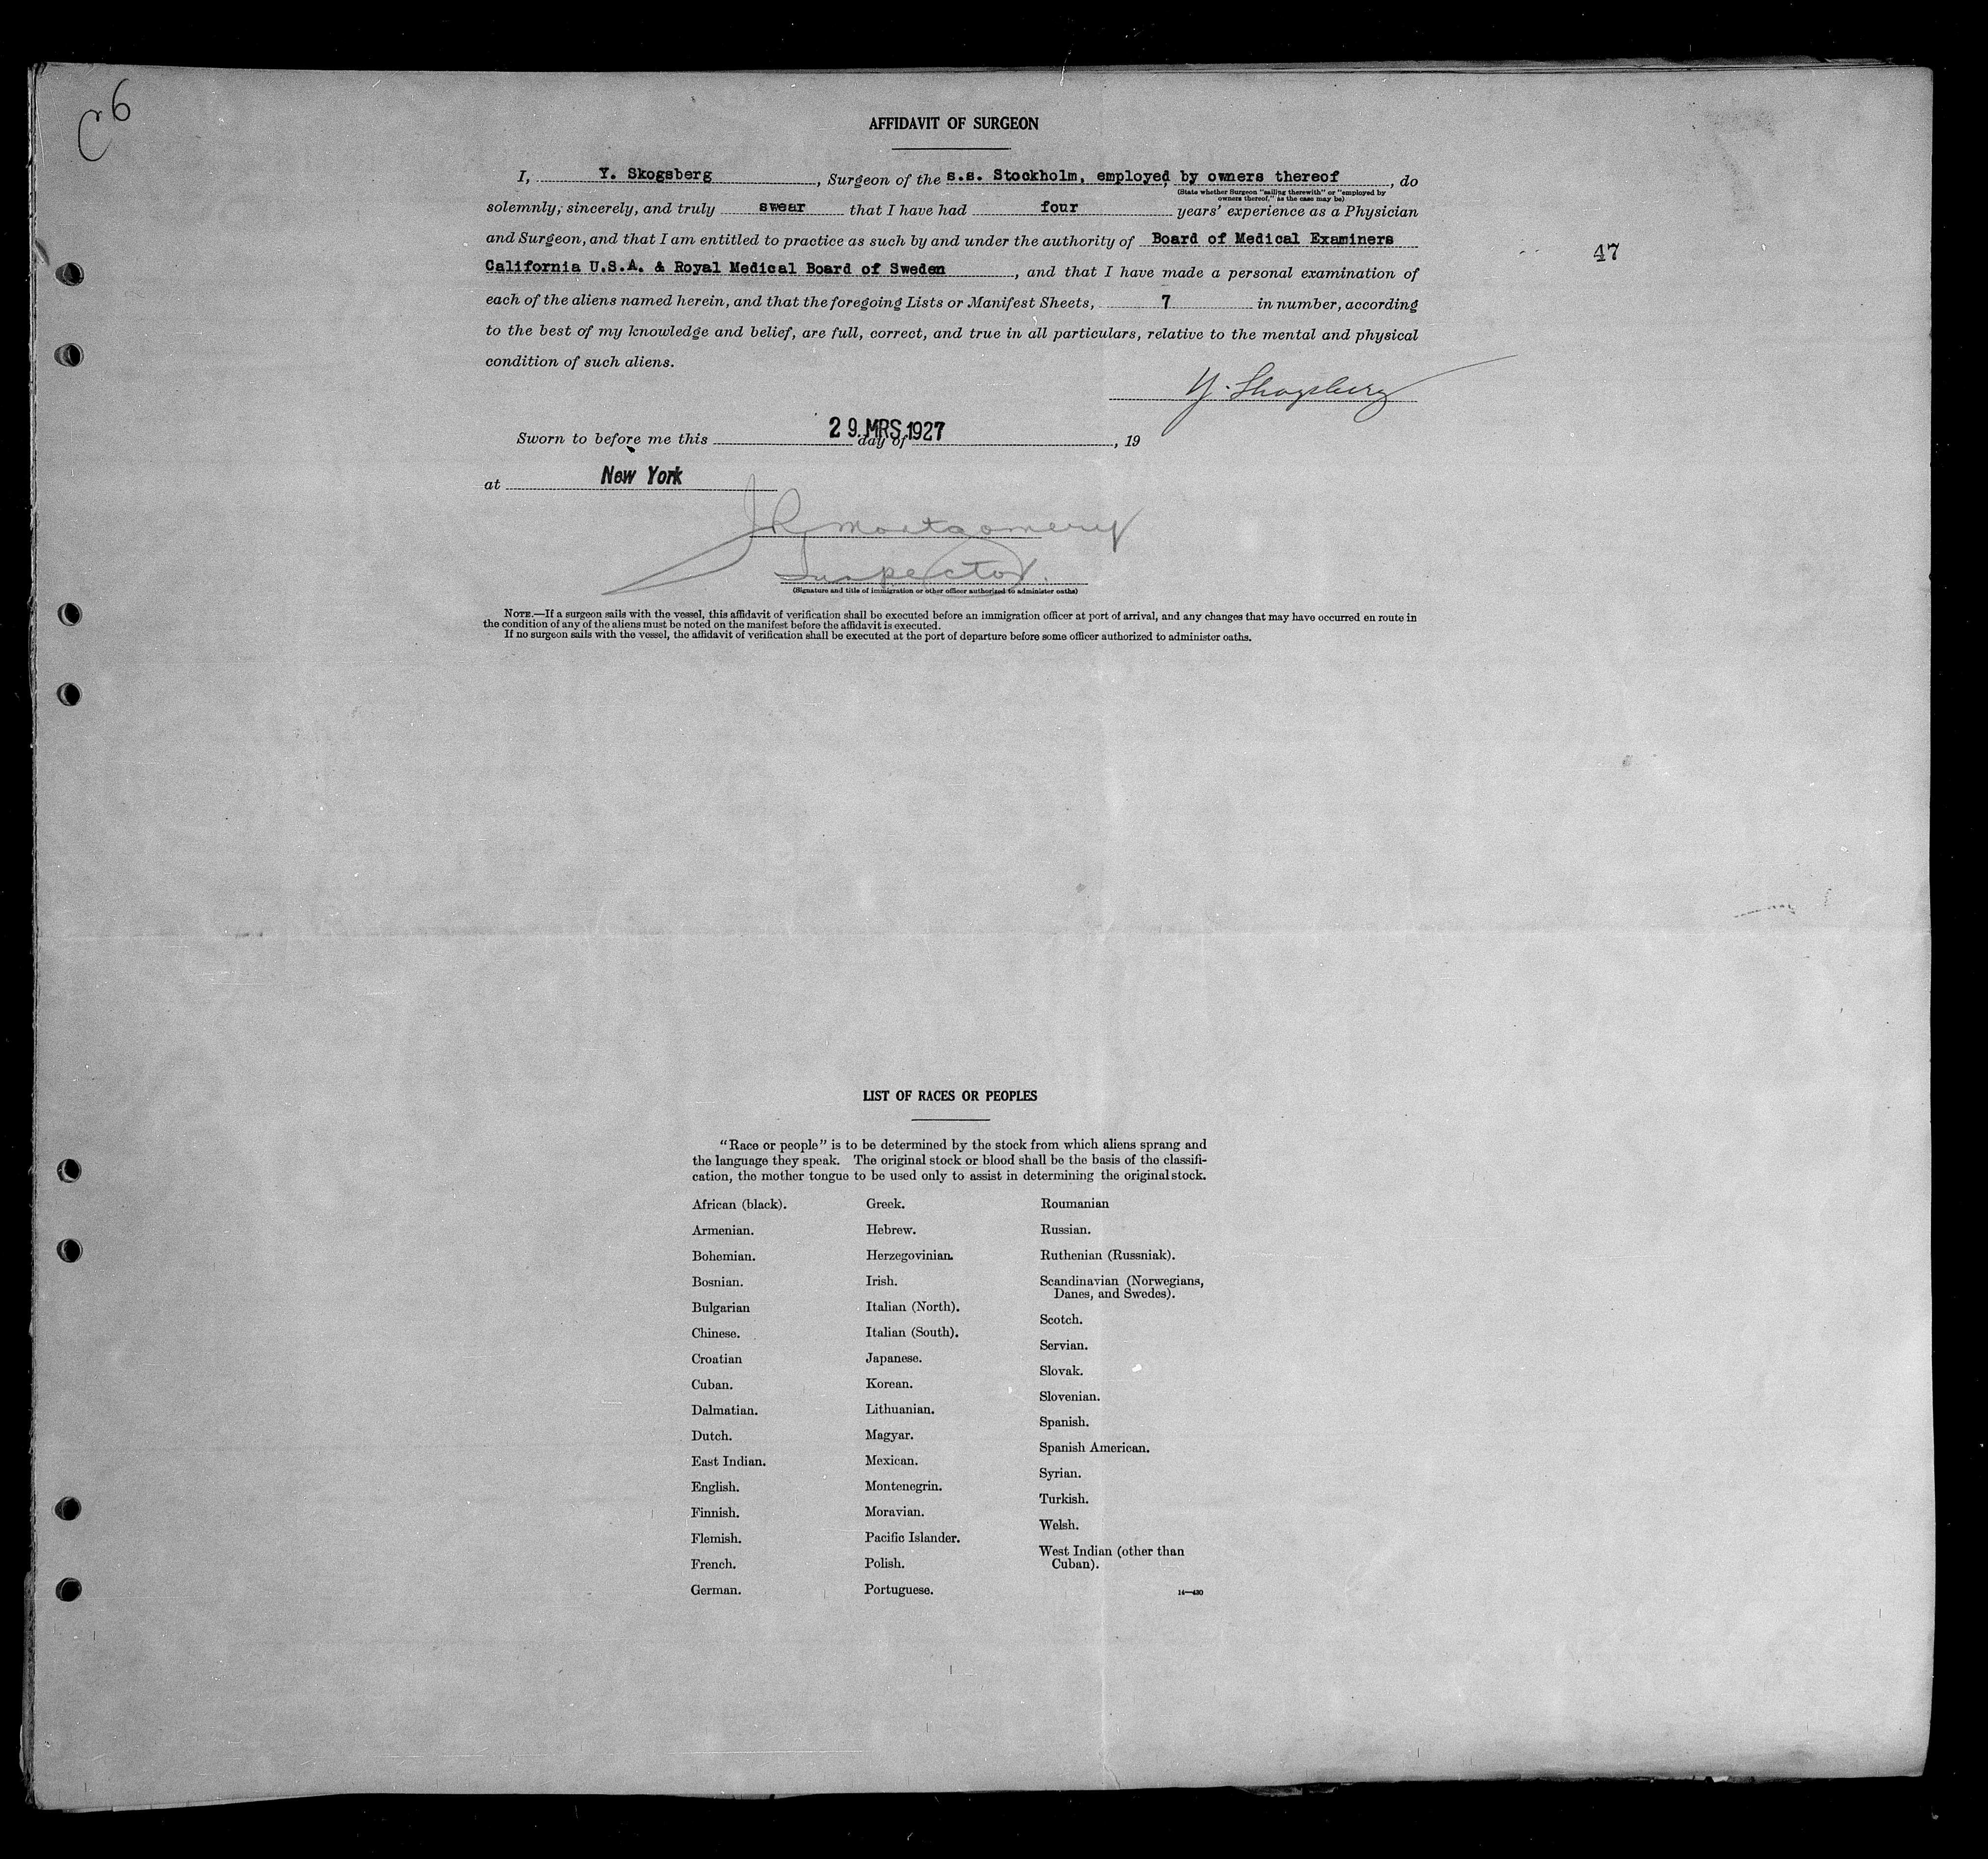 Cr 6
AFFIDAVIT OF SURGEON
I, Y. Skogsberg, Surgeon of the s.s. Stockholm, employed by owners thereof, do
(State whether Surgeon "sailing therewith" or "employed by
owners thereof," as the case may be)
solemnly, sincerely, and truly swear that I have had four years' experience as a Physician
and Surgeon, and that I am entitled to practice as such by and under the authority of Board of Medical Examiners
California U.S.A. & Royal Medical Board of Sweden, and that I have made a personal examination of
47
each of the aliens named herein, and that the foregoing Lists or Manifest Sheets, 7 in number, according
to the best of my knowledge and belief, are full, correct, and true in all particulars, relative to the mental and physical
condition of such aliens.
Y. Skogsberg
Sworn to before me this 29. MRS. 1927 day of , 19
at New York
J R Montgomery
Inspector.
(Signature and title of immigration or other officer authorized to administer oaths)
NOTE.—If a surgeon sails with the vessel, this affidavit of verification shall be executed before an immigration officer at port of arrival, and any changes that may have occurred en route in
the condition of any of the aliens must be noted on the manifest before the affidavit is executed.
If no surgeon sails with the vessel, the affidavit of verification shall be executed at the port of departure before some officer authorized to administer oaths.
LIST OF RACES OR PEOPLES
"Race or people" is to be determined by the stock from which aliens sprang and
the language they speak. The original stock or blood shall be the basis of the classifi-
cation, the mother tongue to be used only to assist in determining the original stock.
African (black).
Armenian.
Bohemian.
Bosnian.
Bulgarian
Chinese.
Croatian
Cuban.
Dalmatian.
Dutch.
East Indian.
English.
Finnish.
Flemish.
French.
German.
Greek.
Hebrew.
Herzegovinian.
Irish.
Italian (North).
Italian (South).
Japanese.
Korean.
Lithuanian.
Magyar.
Mexican.
Montenegrin.
Moravian.
Pacific Islander.
Polish.
Portuguese.
Roumanian
Russian.
Ruthenian (Russniak).
Scandinavian (Norwegians,
Danes, and Swedes).
Scotch.
Servian.
Slovak.
Slovenian.
Spanish.
Spanish American.
Syrian.
Turkish.
Welsh.
West Indian (other than
Cuban).
14—430